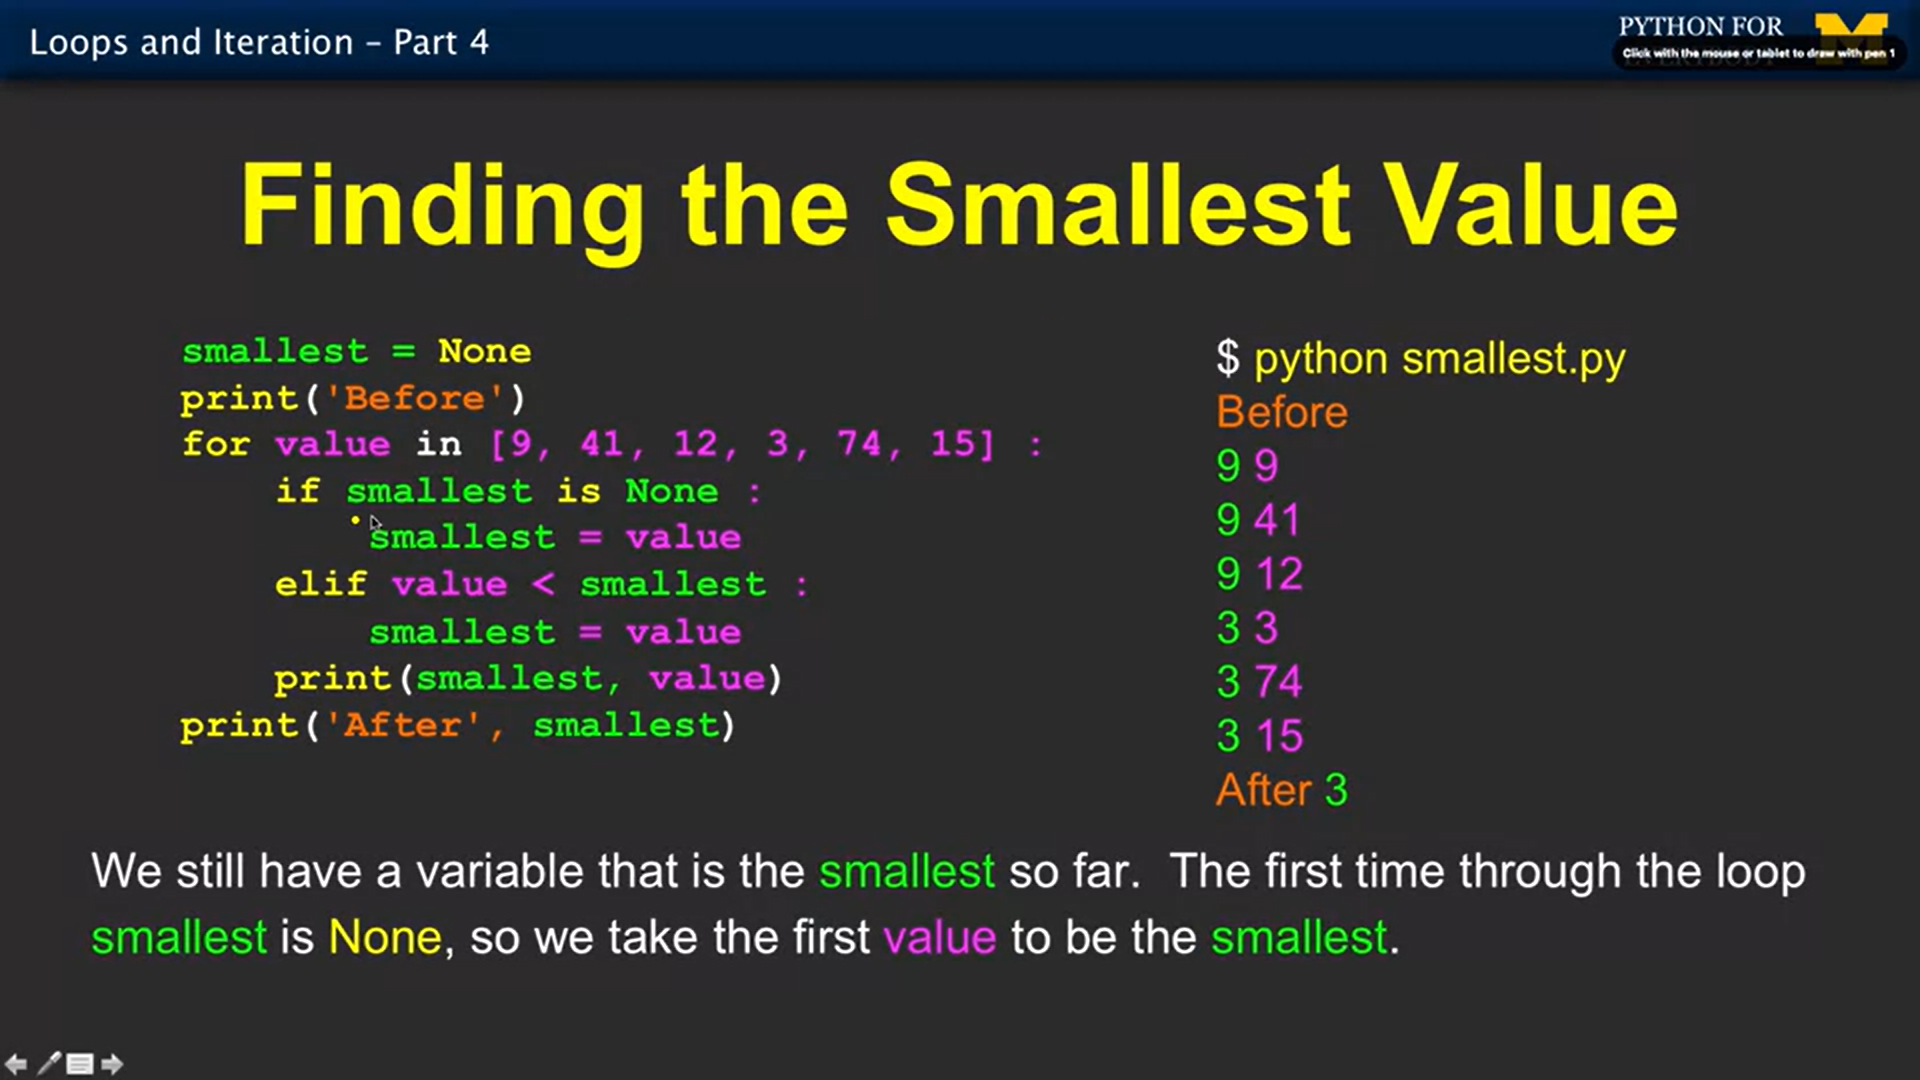 Loops and Iteration – Part 4
PYTHON FOR
Click with the mouse or tablet to draw with pen 1
Finding the Smallest Value
smallest = None
print('Before')
for value in [9, 41, 12, 3, 74, 15] :
    if smallest is None :
        smallest = value
    elif value < smallest :
        smallest = value
    print(smallest, value)
print('After', smallest)
$ python smallest.py
Before
9 9
9 41
9 12
3 3
3 74
3 15
After 3
We still have a variable that is the smallest so far.  The first time through the loop
smallest is None, so we take the first value to be the smallest.